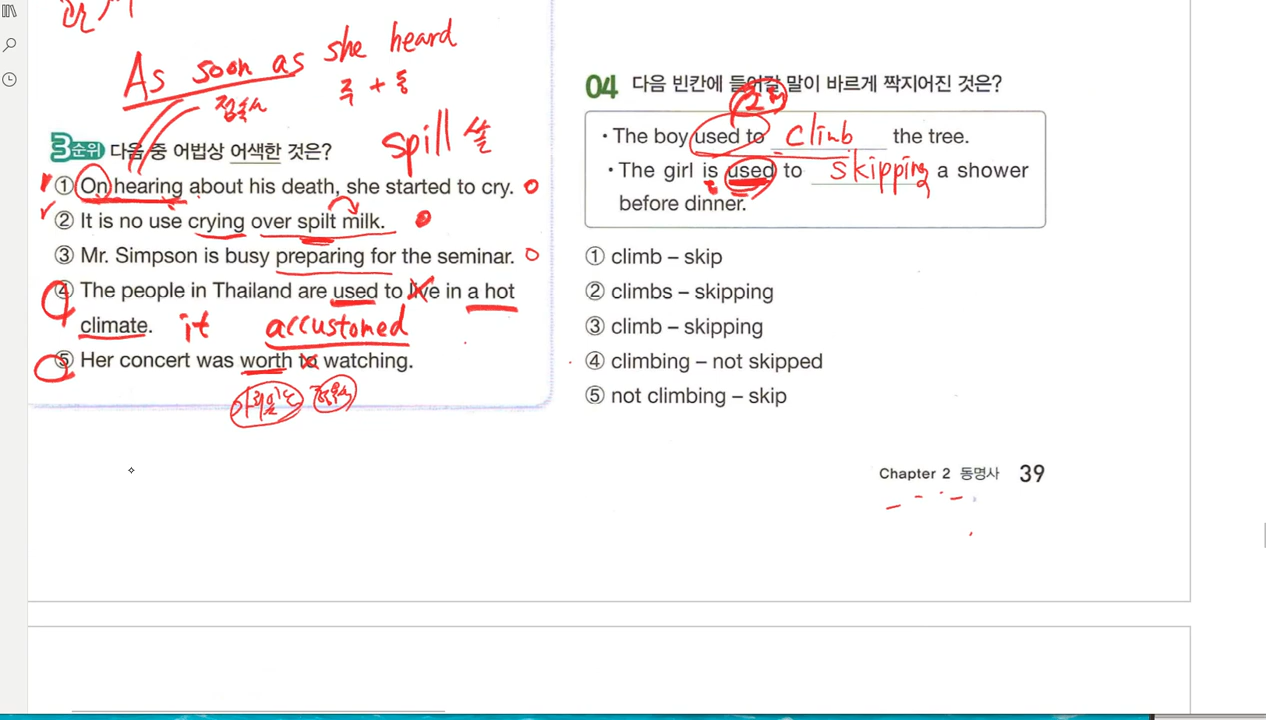 As soon as she heard
접속사
주 + 동
spill 쏟
3순위 다음 중 어법상 어색한 것은?
① On hearing about his death, she started to cry.
② It is no use crying over spilt milk.
③ Mr. Simpson is busy preparing for the seminar.
④ The people in Thailand are used to live in a hot
climate. it accustomed
⑤ Her concert was worth to watching.
04 다음 빈칸에 들어갈 말이 바르게 짝지어진 것은?
• The boy used to climb the tree.
• The girl is used to skipping a shower
before dinner.
① climb – skip
② climbs – skipping
③ climb – skipping
④ climbing – not skipped
⑤ not climbing – skip
Chapter 2 동명사 39